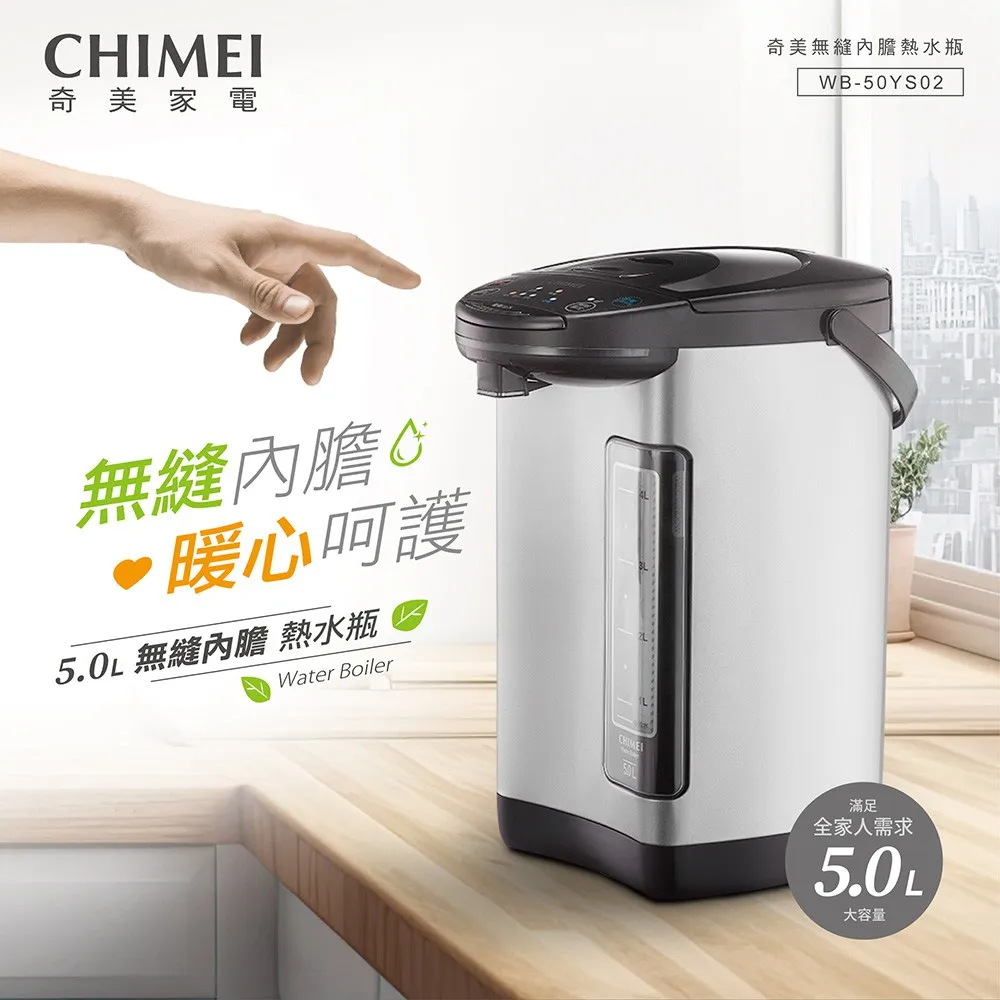 CHIMEI
奇美家電
奇美無縫內膽熱水瓶
WB-50YS02
CHIMEI
無縫內膽
暖心呵護
5.0L 無縫內膽 熱水瓶
Water Boiler
4L
3L
2L
1L
CHIMEI
5.0L
滿足
全家人需求
5.0L
大容量